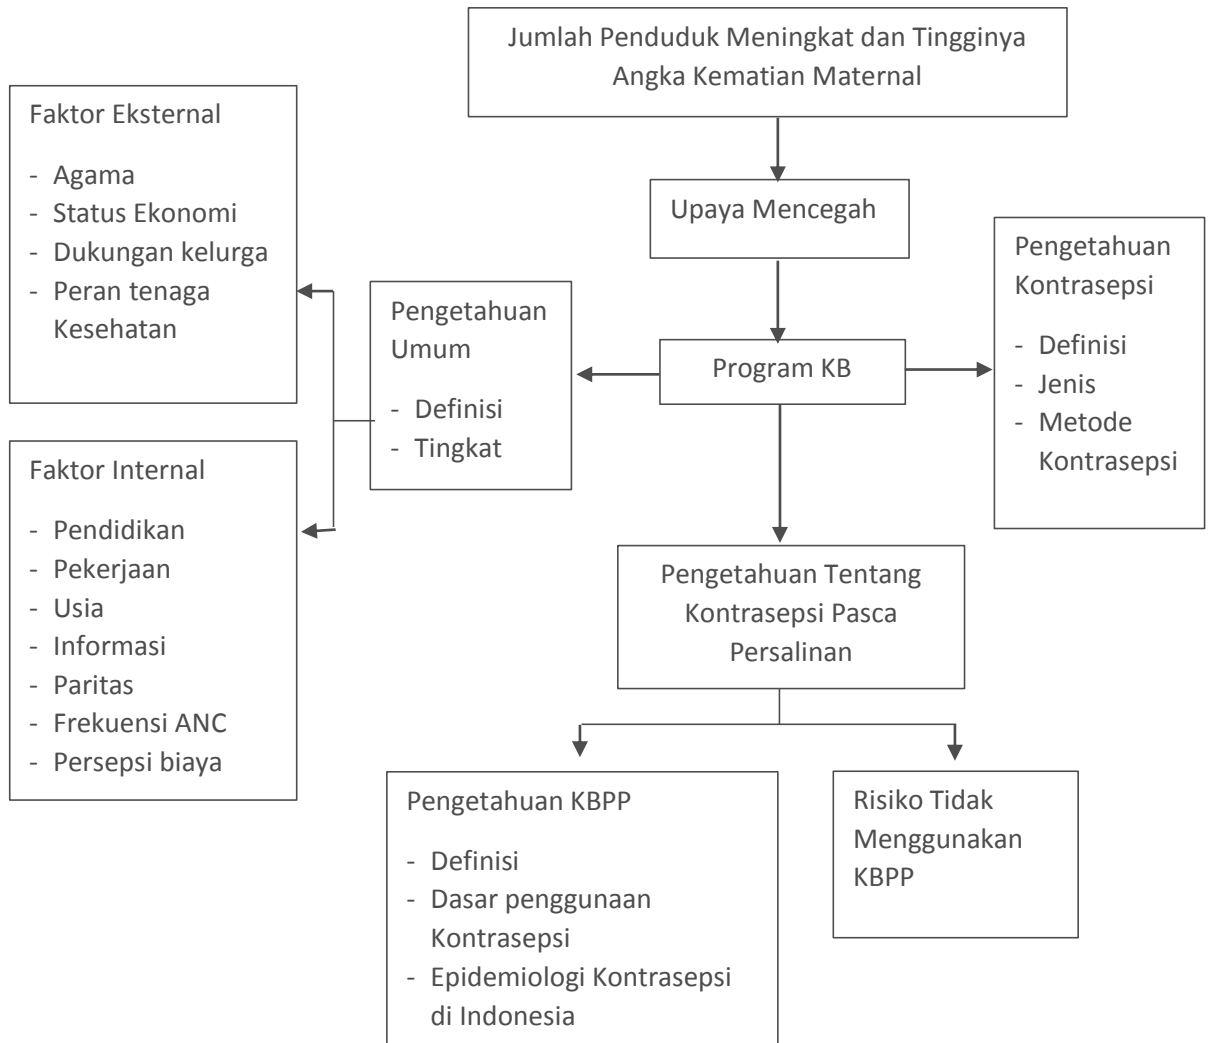 Jumlah Penduduk Meningkat dan Tingginya
Angka Kematian Maternal
Faktor Eksternal
- Agama
- Status Ekonomi
- Dukungan kelurga
- Peran tenaga
Kesehatan
Upaya Mencegah
Pengetahuan
Kontrasepsi
- Definisi
- Jenis
- Metode
Kontrasepsi
Pengetahuan
Umum
- Definisi
- Tingkat
Program KB
Faktor Internal
- Pendidikan
- Pekerjaan
- Usia
- Informasi
- Paritas
- Frekuensi ANC
- Persepsi biaya
Pengetahuan Tentang
Kontrasepsi Pasca
Persalinan
Pengetahuan KBPP
- Definisi
- Dasar penggunaan
Kontrasepsi
- Epidemiologi Kontrasepsi
di Indonesia
Risiko Tidak
Menggunakan
KBPP